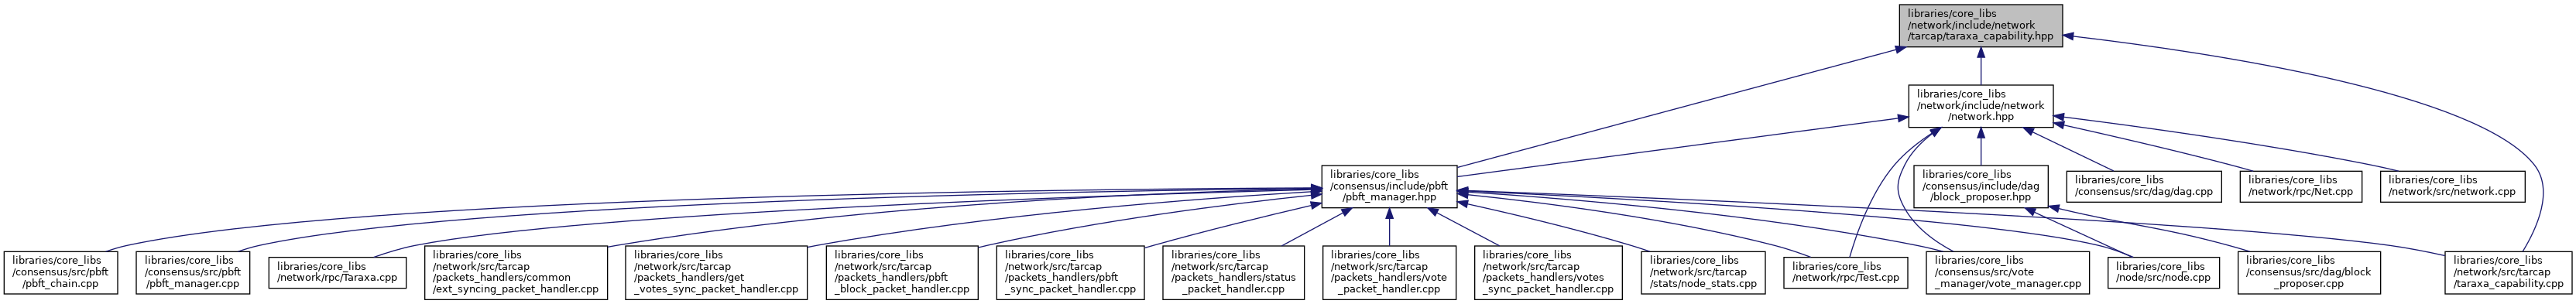 libraries/core_libs
/network/include/network
/tarcap/taraxa_capability.hpp
libraries/core_libs
/network/include/network
/network.hpp
libraries/core_libs
/consensus/include/pbft
/pbft_manager.hpp
libraries/core_libs
/consensus/include/dag
/block_proposer.hpp
libraries/core_libs
/consensus/src/dag/dag.cpp
libraries/core_libs
/network/rpc/Net.cpp
libraries/core_libs
/network/src/network.cpp
libraries/core_libs
/consensus/src/pbft
/pbft_chain.cpp
libraries/core_libs
/consensus/src/pbft
/pbft_manager.cpp
libraries/core_libs
/network/rpc/Taraxa.cpp
libraries/core_libs
/network/src/tarcap
/packets_handlers/common
/ext_syncing_packet_handler.cpp
libraries/core_libs
/network/src/tarcap
/packets_handlers/get
_votes_sync_packet_handler.cpp
libraries/core_libs
/network/src/tarcap
/packets_handlers/pbft
_block_packet_handler.cpp
libraries/core_libs
/network/src/tarcap
/packets_handlers/pbft
_sync_packet_handler.cpp
libraries/core_libs
/network/src/tarcap
/packets_handlers/status
_packet_handler.cpp
libraries/core_libs
/network/src/tarcap
/packets_handlers/vote
_packet_handler.cpp
libraries/core_libs
/network/src/tarcap
/packets_handlers/votes
_sync_packet_handler.cpp
libraries/core_libs
/network/src/tarcap
/stats/node_stats.cpp
libraries/core_libs
/network/rpc/Test.cpp
libraries/core_libs
/consensus/src/vote
_manager/vote_manager.cpp
libraries/core_libs
/node/src/node.cpp
libraries/core_libs
/consensus/src/dag/block
_proposer.cpp
libraries/core_libs
/network/src/tarcap
/taraxa_capability.cpp